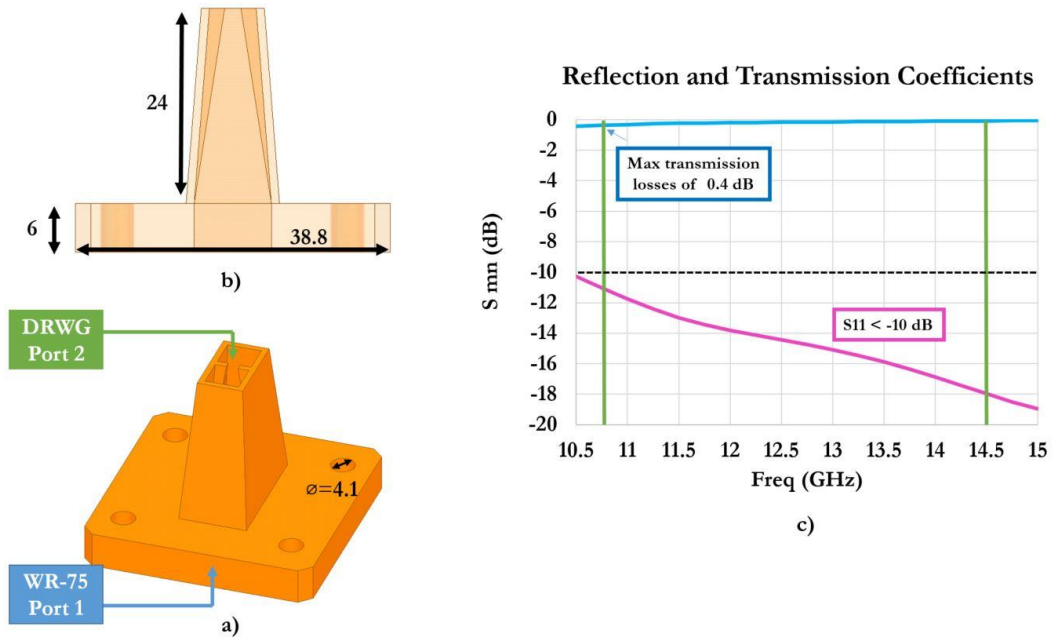 24
6
38.8
b)
DRWG
Port 2
ø=4.1
WR-75
Port 1
a)
Reflection and Transmission Coefficients
S mn (dB)
0
-2
-4
-6
-8
-10
-12
-14
-16
-18
-20
Max transmission
losses of 0.4 dB
S11 < -10 dB
10.5 11 11.5 12 12.5 13 13.5 14 14.5 15
Freq (GHz)
c)